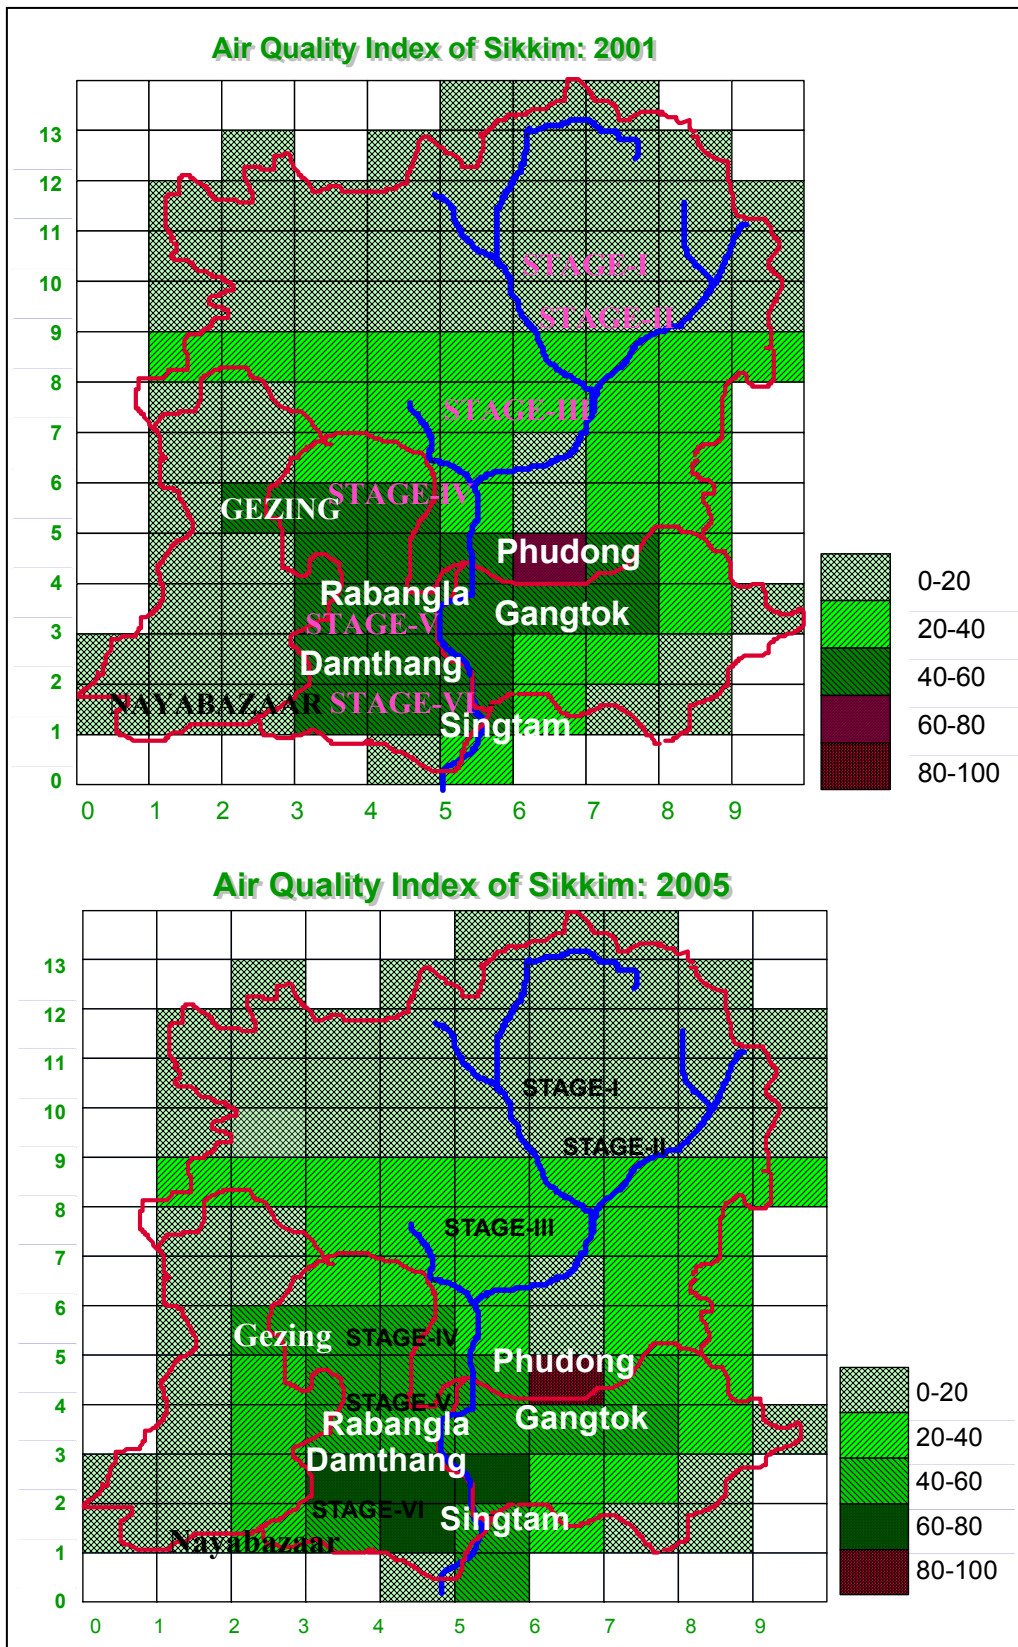 Air Quality Index of Sikkim: 2001
13
12
11
10
9
8
7
6
5
4
3
2
1
0
0 1 2 3 4 5 6 7 8 9
STAGE-I
STAGE-II
STAGE-III
STAGE-IV
GEZING
Phudong
Rabangla
Gangtok
STAGE-V
Damthang
NAYABAZAAR
STAGE-VI
Singtam
0-20
20-40
40-60
60-80
80-100
Air Quality Index of Sikkim: 2005
13
12
11
10
9
8
7
6
5
4
3
2
1
0
0 1 2 3 4 5 6 7 8 9
STAGE-I
STAGE-II
STAGE-III
Gezing
STAGE-IV
Phudong
STAGE-V
Rabangla
Gangtok
Damthang
STAGE-VI
Singtam
Nayabazaar
0-20
20-40
40-60
60-80
80-100